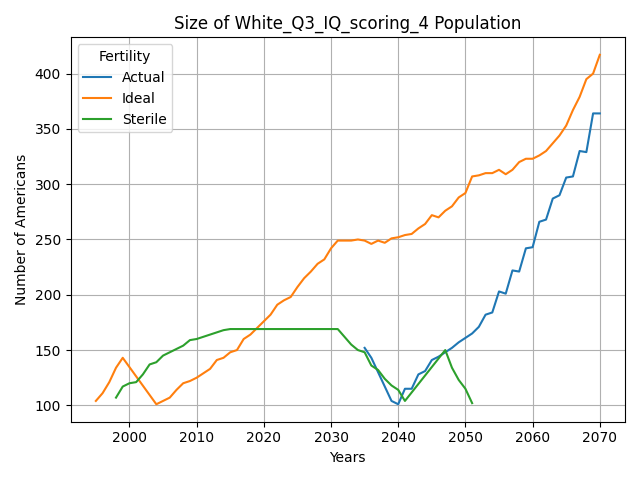 Size of White_Q3_IQ_scoring_4 Population
Fertility
Actual
Ideal
Sterile
Number of Americans
400
350
300
250
200
150
100
2000 2010 2020 2030 2040 2050 2060 2070
Years